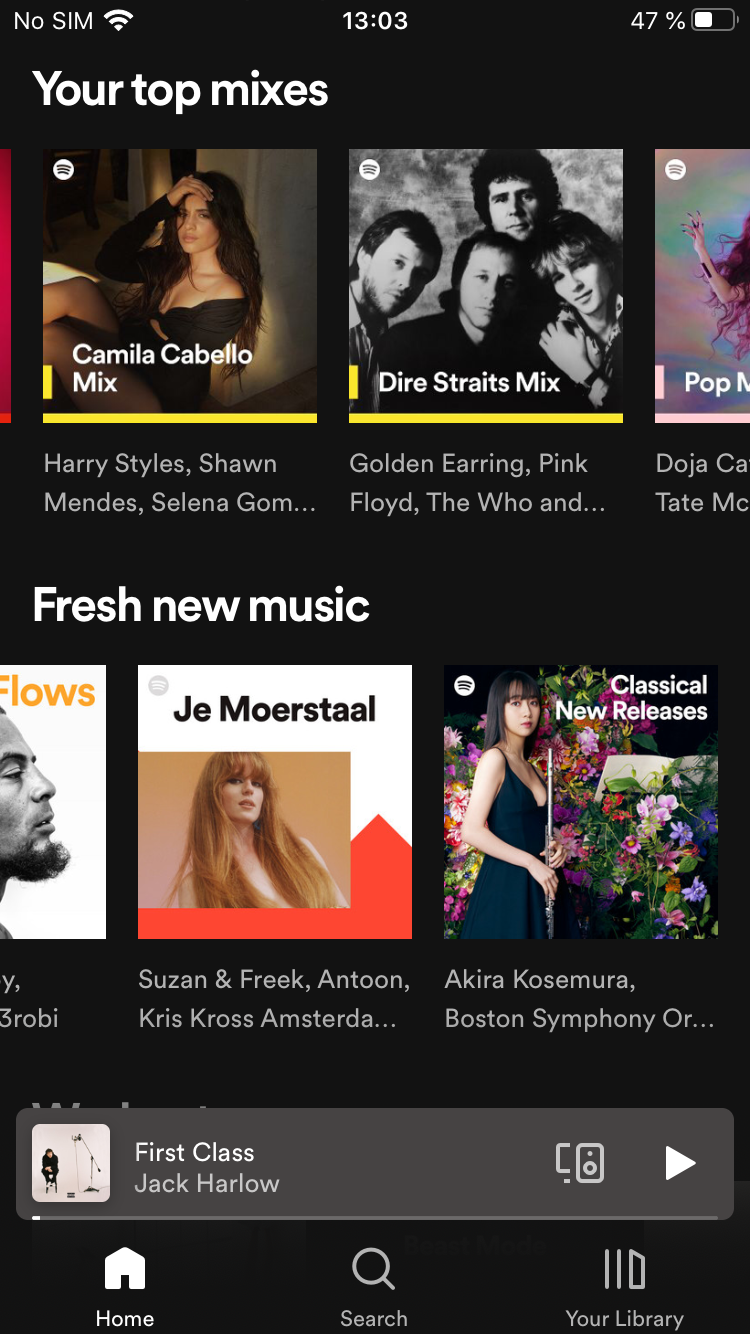 No SIM 13:03 47 %
Your top mixes
Camila Cabello
Mix
Dire Straits Mix
Pop M
Harry Styles, Shawn
Mendes, Selena Gom...
Golden Earring, Pink
Floyd, The Who and...
Doja Ca
Tate Mc
Fresh new music
Flows
Je Moerstaal
Classical
New Releases
y,
3robi
Suzan & Freek, Antoon,
Kris Kross Amsterda...
Akira Kosemura,
Boston Symphony Or...
First Class
Jack Harlow
Beast Mode
Home
Search
Your Library